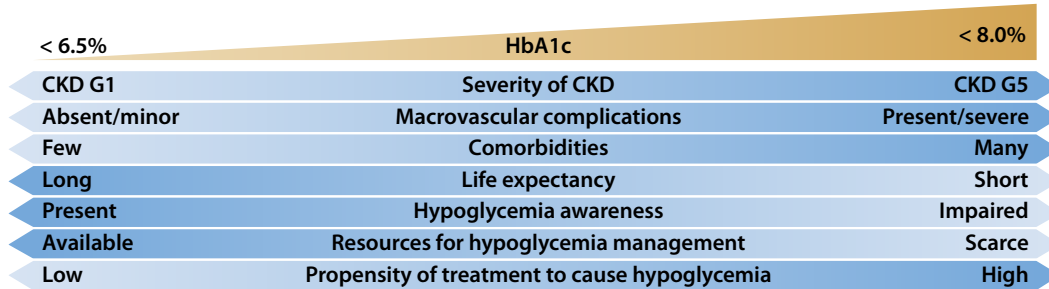 < 6.5% HbA1c < 8.0%
CKD G1 Severity of CKD CKD G5
Absent/minor Macrovascular complications Present/severe
Few Comorbidities Many
Long Life expectancy Short
Present Hypoglycemia awareness Impaired
Available Resources for hypoglycemia management Scarce
Low Propensity of treatment to cause hypoglycemia High